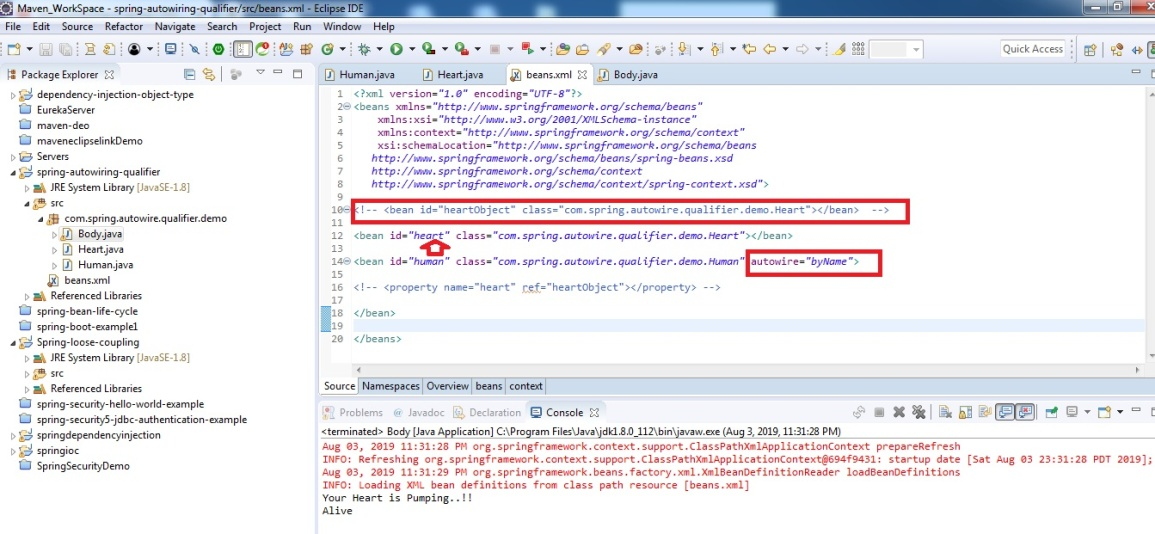 Maven_WorkSpace - spring-autowiring-qualifier/src/beans.xml - Eclipse IDE
File Edit Source Refactor Navigate Search Project Run Window Help
Quick Access
Package Explorer
dependency-injection-object-type
EurekaServer
maven-deo
maveneclipselinkDemo
Servers
spring-autowiring-qualifier
JRE System Library [JavaSE-1.8]
src
com.spring.autowire.qualifier.demo
Body.java
Heart.java
Human.java
beans.xml
Referenced Libraries
spring-bean-life-cycle
spring-boot-example1
Spring-loose-coupling
JRE System Library [JavaSE-1.8]
src
Referenced Libraries
spring-security-hello-world-example
spring-security5-jdbc-authentication-example
springdependencyinjection
springioc
SpringSecurityDemo
Human.java Heart.java beans.xml Body.java
1 <?xml version="1.0" encoding="UTF-8"?>
2 <beans xmlns="http://www.springframework.org/schema/beans"
3 xmlns:xsi="http://www.w3.org/2001/XMLSchema-instance"
4 xmlns:context="http://www.springframework.org/schema/context"
5 xsi:schemaLocation="http://www.springframework.org/schema/beans
6 http://www.springframework.org/schema/beans/spring-beans.xsd
7 http://www.springframework.org/schema/context
8 http://www.springframework.org/schema/context/spring-context.xsd">
9
10 <!-- <bean id="heartObject" class="com.spring.autowire.qualifier.demo.Heart"></bean> -->
11
12 <bean id="heart" class="com.spring.autowire.qualifier.demo.Heart"></bean>
13
14 <bean id="human" class="com.spring.autowire.qualifier.demo.Human" autowire="byName">
15
16 <!-- <property name="heart" ref="heartObject"></property> -->
17
18 </bean>
19
20 </beans>
Source Namespaces Overview beans context
Problems Javadoc Declaration Console
<terminated> Body [Java Application] C:\Program Files\Java\jdk1.8.0_112\bin\javaw.exe (Aug 3, 2019, 11:31:28 PM)
Aug 03, 2019 11:31:28 PM org.springframework.context.support.ClassPathXmlApplicationContext prepareRefresh
INFO: Refreshing org.springframework.context.support.ClassPathXmlApplicationContext@694f9431: startup date [Sat Aug 03 23:31:28 PDT 2019];
Aug 03, 2019 11:31:29 PM org.springframework.beans.factory.xml.XmlBeanDefinitionReader loadBeanDefinitions
INFO: Loading XML bean definitions from class path resource [beans.xml]
Your Heart is Pumping..!!
Alive